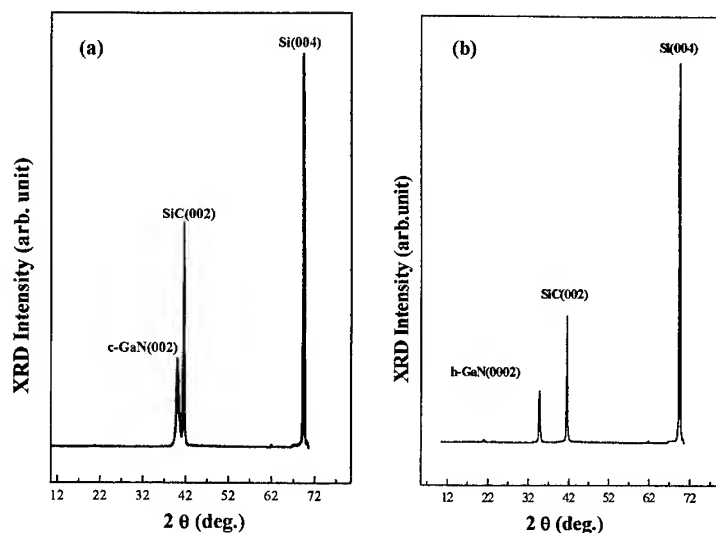 (a)
Si(004)
SiC(002)
c-GaN(002)
XRD Intensity (arb. unit)
12 22 32 42 52 62 72
2 θ (deg.)
(b)
Si(004)
SiC(002)
h-GaN(0002)
XRD Intensity (arb.unit)
12 22 32 42 52 62 72
2 θ (deg.)